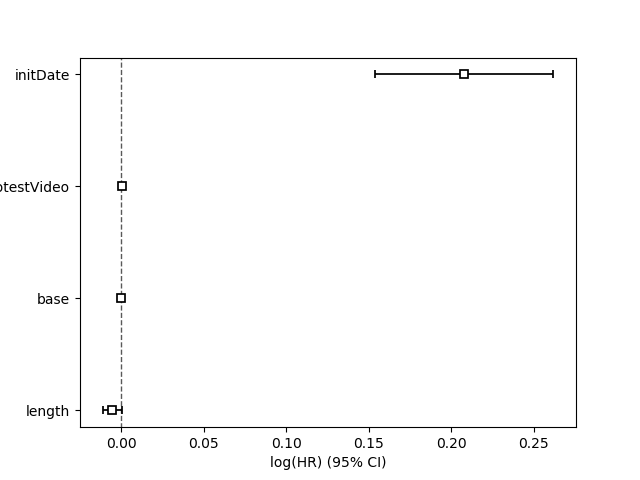 initDate
otestVideo
base
length
0.00 0.05 0.10 0.15 0.20 0.25
log(HR) (95% CI)